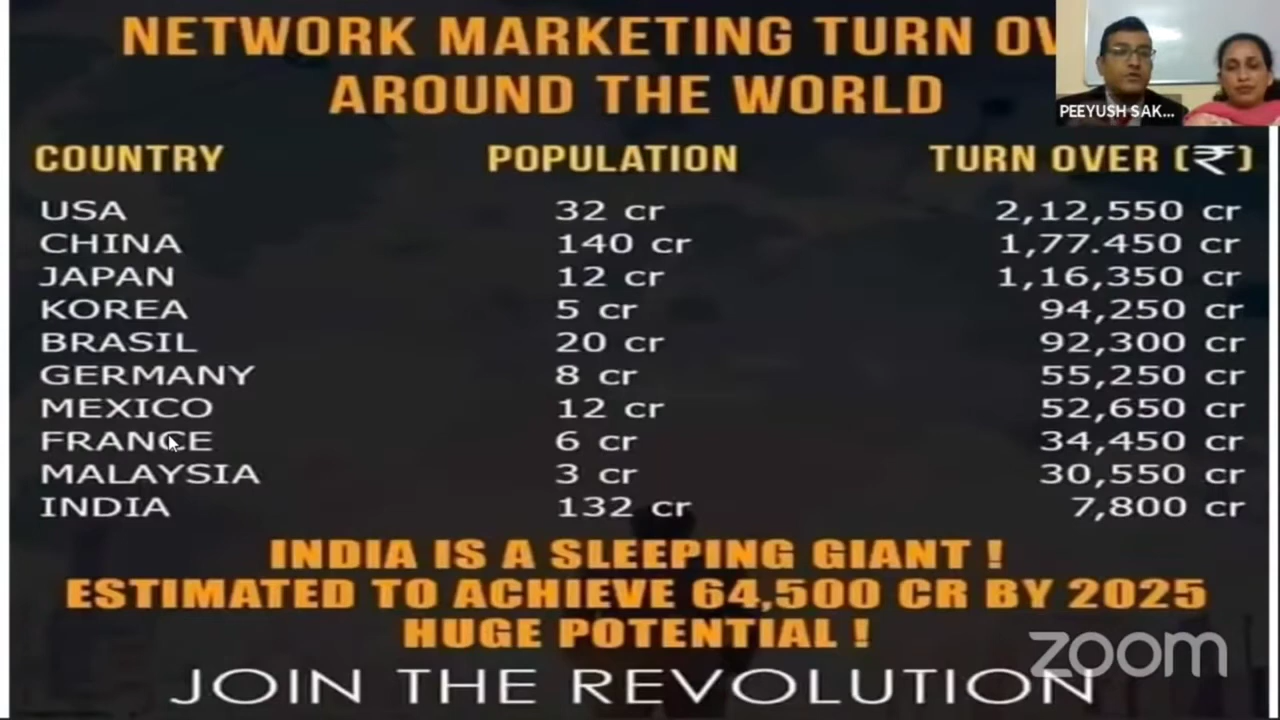 NETWORK MARKETING TURN OV
AROUND THE WORLD
PEEYUSH SAK...
COUNTRY POPULATION TURN OVER (₹)
USA 32 cr 2,12,550 cr
CHINA 140 cr 1,77.450 cr
JAPAN 12 cr 1,16,350 cr
KOREA 5 cr 94,250 cr
BRASIL 20 cr 92,300 cr
GERMANY 8 cr 55,250 cr
MEXICO 12 cr 52,650 cr
FRANCE 6 cr 34,450 cr
MALAYSIA 3 cr 30,550 cr
INDIA 132 cr 7,800 cr
INDIA IS A SLEEPING GIANT !
ESTIMATED TO ACHIEVE 64,500 CR BY 2025
HUGE POTENTIAL !
zoom
JOIN THE REVOLUTION